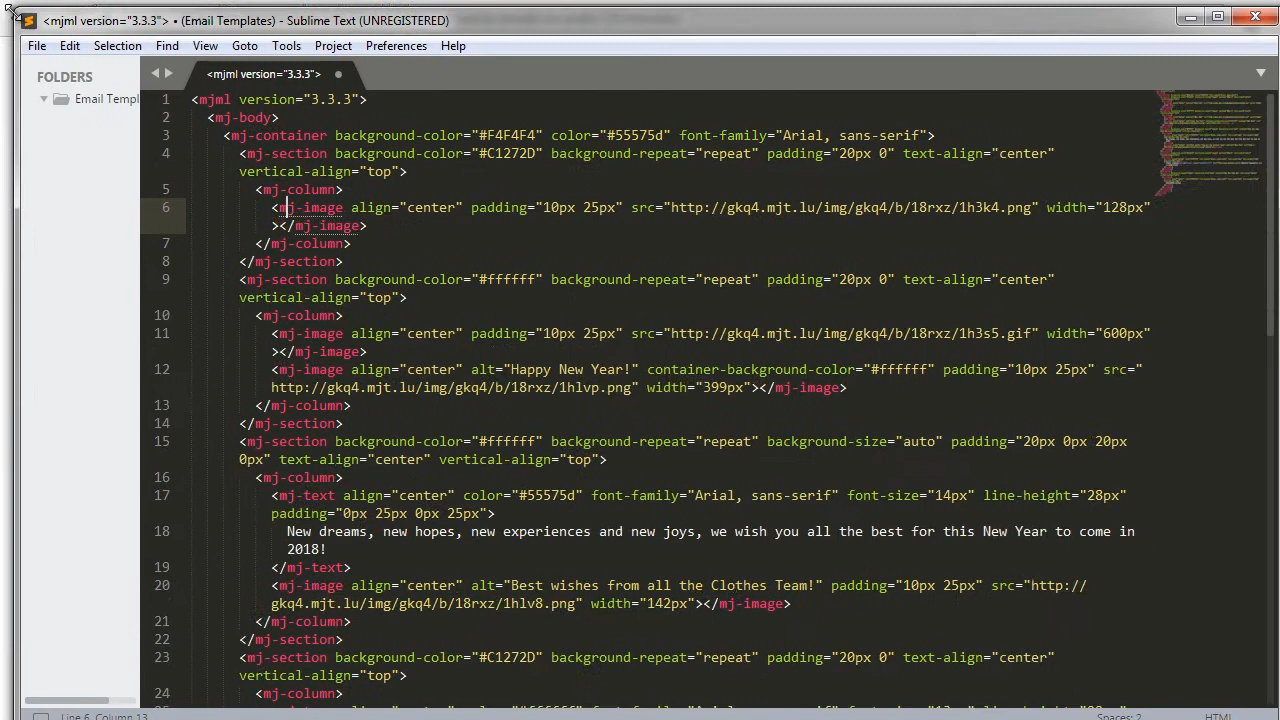 <mjml version="3.3.3"> • (Email Templates) - Sublime Text (UNREGISTERED)
File Edit Selection Find View Goto Tools Project Preferences Help
FOLDERS
Email Templ
<mjml version="3.3.3">
1 <mjml version="3.3.3">
2 <mj-body>
3 <mj-container background-color="#F4F4F4" color="#55575d" font-family="Arial, sans-serif">
4 <mj-section background-color="#C1272D" background-repeat="repeat" padding="20px 0" text-align="center"
vertical-align="top">
5 <mj-column>
6 <mj-image align="center" padding="10px 25px" src="http://gkq4.mjt.lu/img/gkq4/b/18rxz/1h3k4.png" width="128px"
></mj-image>
7 </mj-column>
8 </mj-section>
9 <mj-section background-color="#ffffff" background-repeat="repeat" padding="20px 0" text-align="center"
vertical-align="top">
10 <mj-column>
11 <mj-image align="center" padding="10px 25px" src="http://gkq4.mjt.lu/img/gkq4/b/18rxz/1h3s5.gif" width="600px"
></mj-image>
12 <mj-image align="center" alt="Happy New Year!" container-background-color="#ffffff" padding="10px 25px" src="
http://gkq4.mjt.lu/img/gkq4/b/18rxz/1hlvp.png" width="399px"></mj-image>
13 </mj-column>
14 </mj-section>
15 <mj-section background-color="#ffffff" background-repeat="repeat" background-size="auto" padding="20px 0px 20px
0px" text-align="center" vertical-align="top">
16 <mj-column>
17 <mj-text align="center" color="#55575d" font-family="Arial, sans-serif" font-size="14px" line-height="28px"
padding="0px 25px 0px 25px">
18 New dreams, new hopes, new experiences and new joys, we wish you all the best for this New Year to come in
2018!
19 </mj-text>
20 <mj-image align="center" alt="Best wishes from all the Clothes Team!" padding="10px 25px" src="http://
gkq4.mjt.lu/img/gkq4/b/18rxz/1hlv8.png" width="142px"></mj-image>
21 </mj-column>
22 </mj-section>
23 <mj-section background-color="#C1272D" background-repeat="repeat" padding="20px 0" text-align="center"
vertical-align="top">
24 <mj-column>
Line 6, Column 13
Spaces: 2 HTML